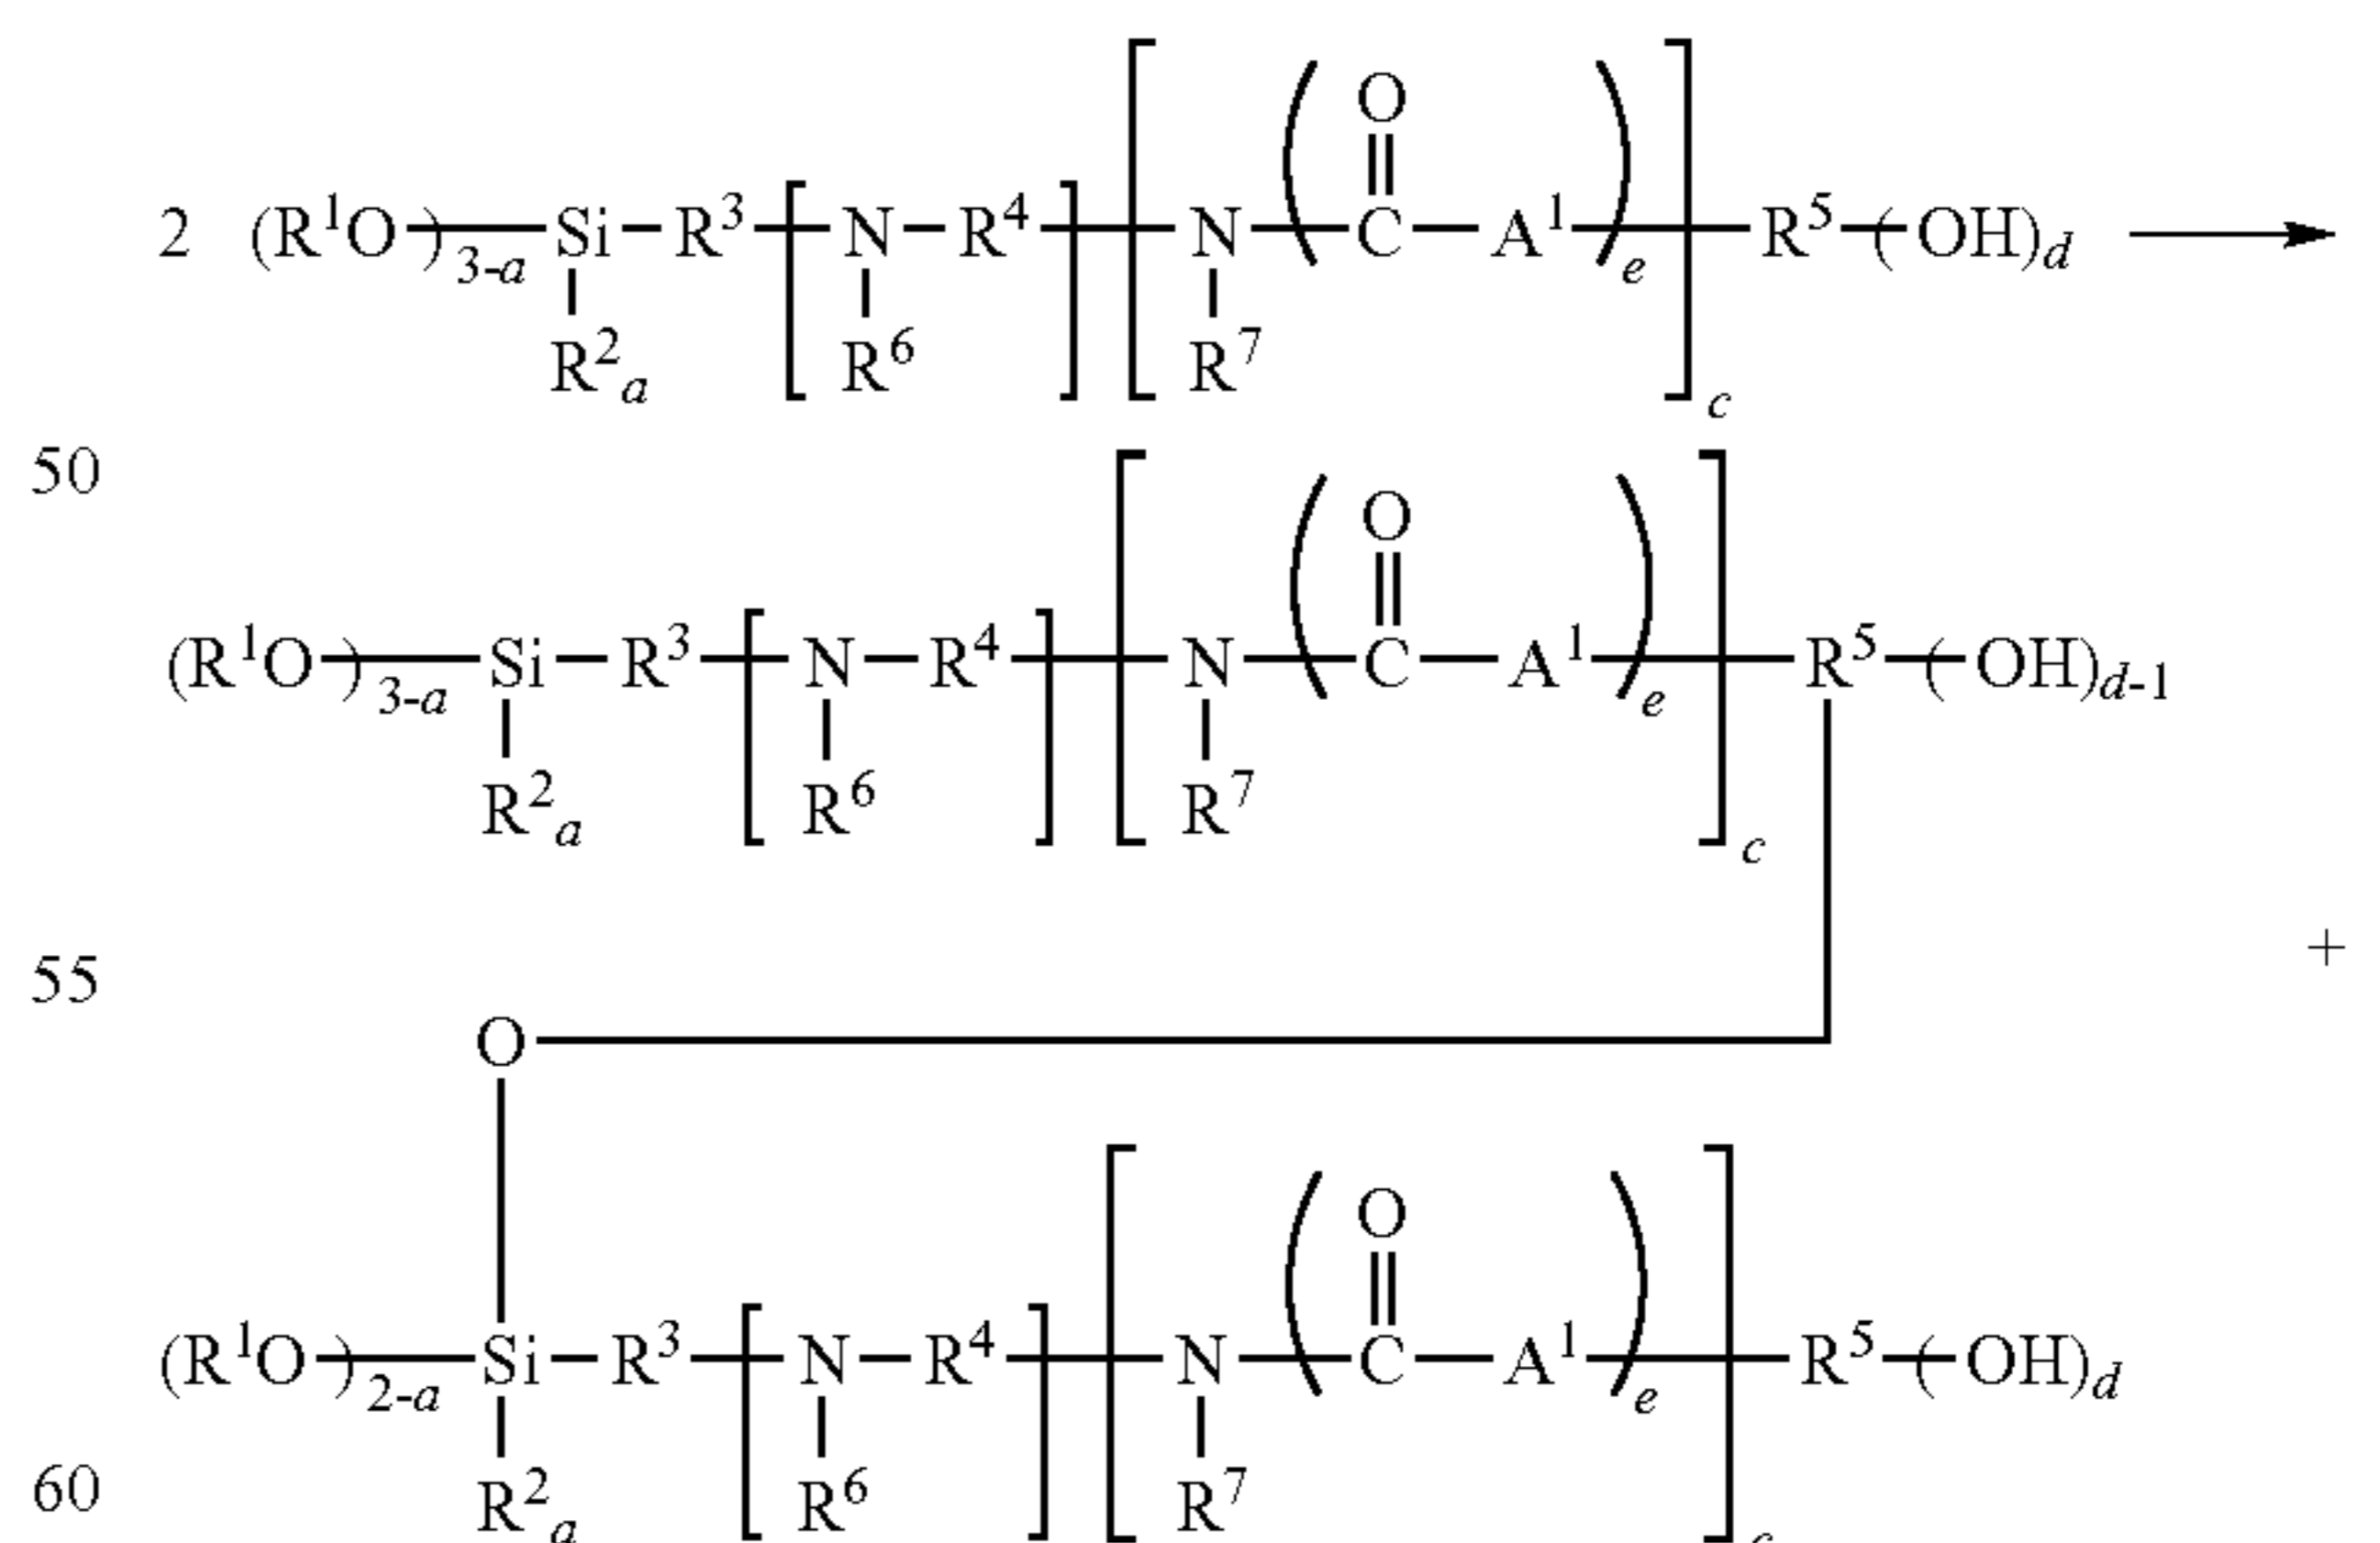 O
2 (R¹O)3-a Si R³ [N R⁴] [N (C A¹)e]c R⁵ (OH)d
R²a R⁶ R⁷
50
O
(R¹O)3-a Si R³ [N R⁴] [N (C A¹)e]c R⁵ (OH)d-1
R²a R⁶ R⁷
55 +
O
O
(R¹O)2-a Si R³ [N R⁴] [N (C A¹)e]c R⁵ (OH)d
60 R²a R⁶ R⁷